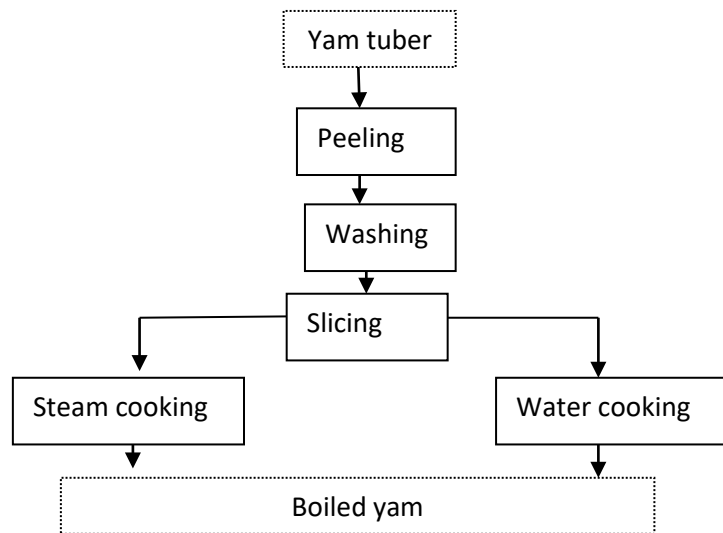 Yam tuber
Peeling
Washing
Slicing
Steam cooking
Water cooking
Boiled yam